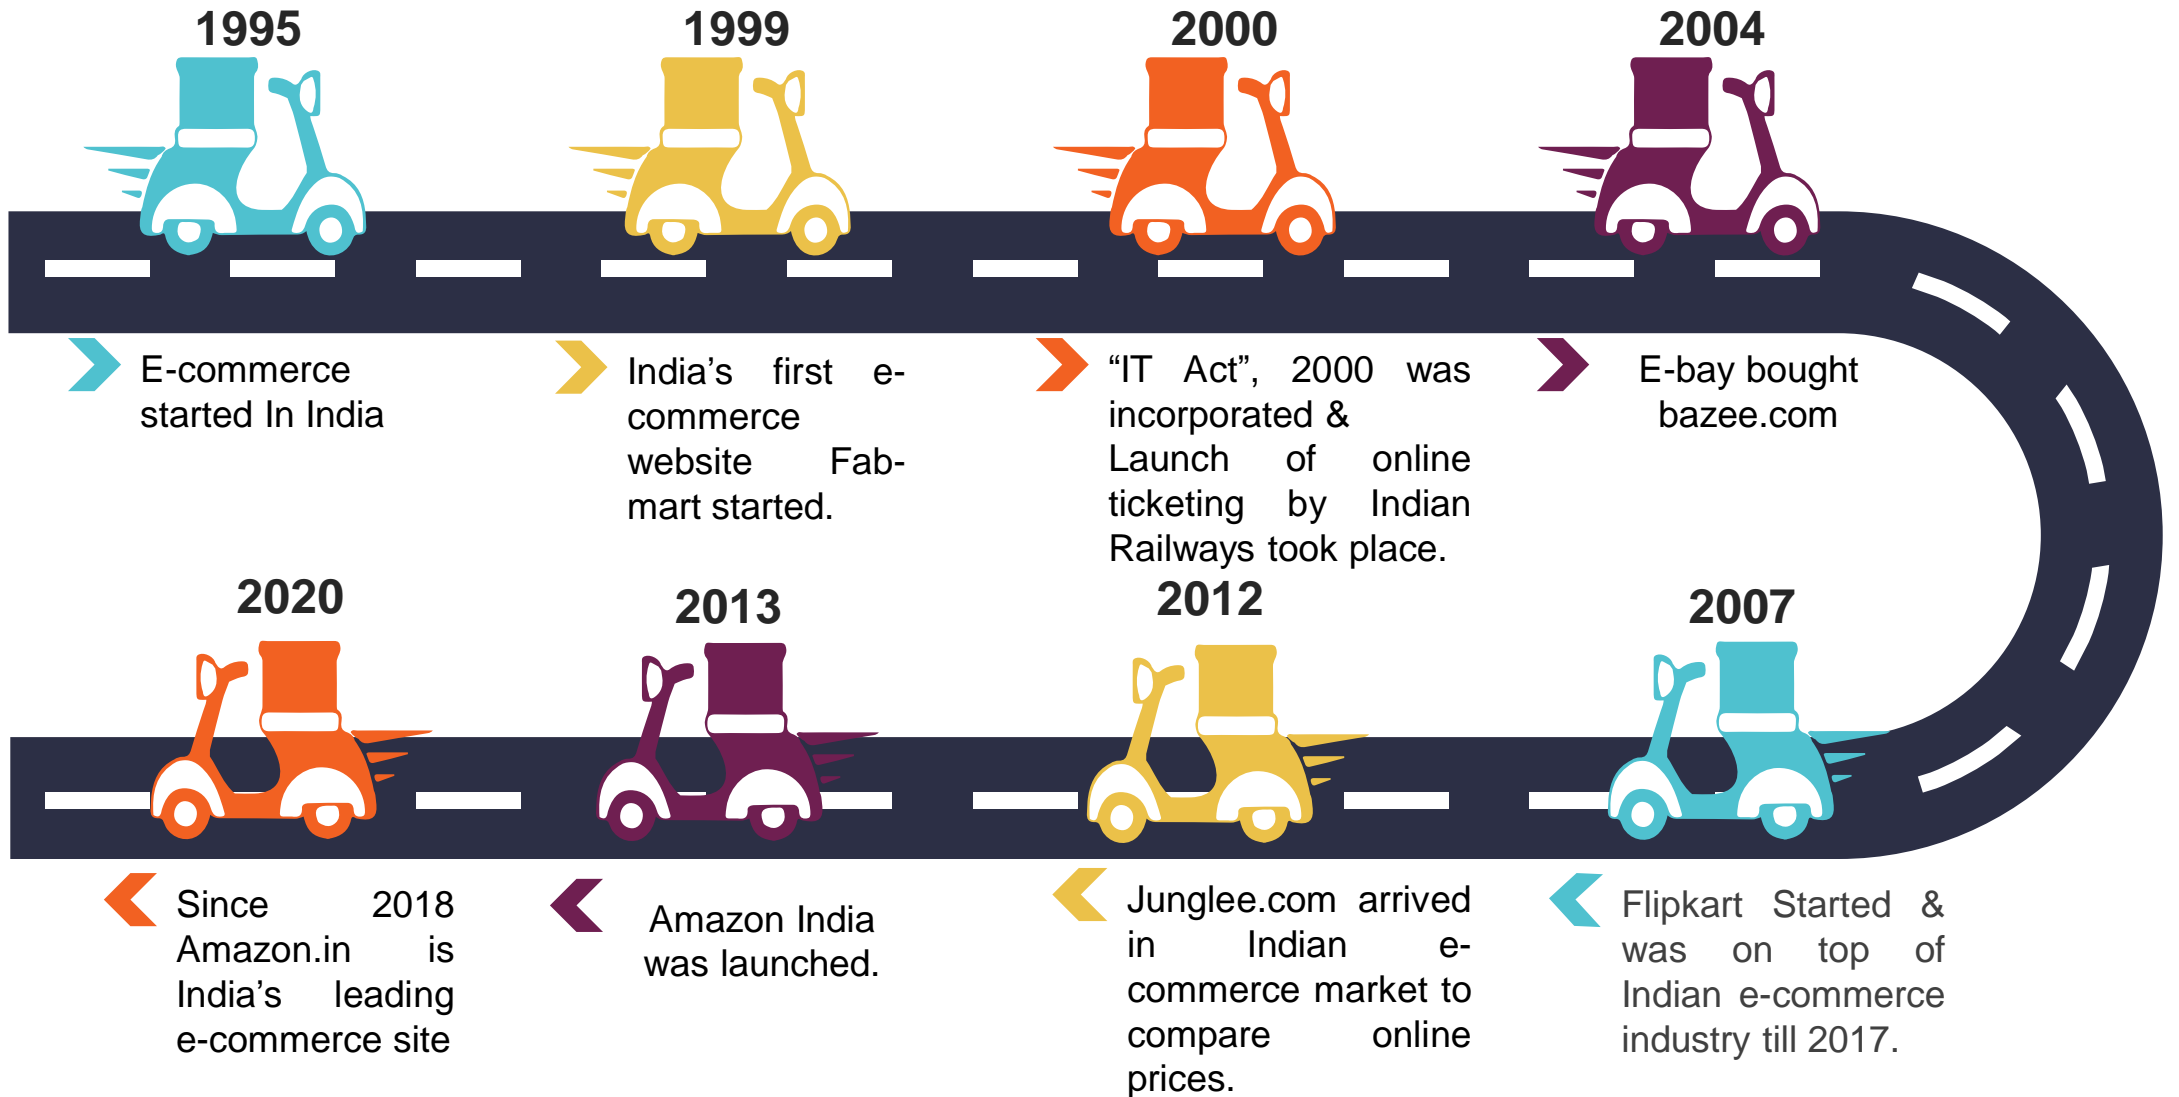 1995
E-commerce
started In India
1999
India’s first e-
commerce
website Fab-
mart started.
2000
“IT Act”, 2000 was
incorporated &
Launch of online
ticketing by Indian
Railways took place.
2004
E-bay bought
bazee.com
2007
Flipkart Started &
was on top of
Indian e-commerce
industry till 2017.
2012
Junglee.com arrived
in Indian e-
commerce market to
compare online
prices.
2013
Amazon India
was launched.
2020
Since 2018
Amazon.in is
India’s leading
e-commerce site